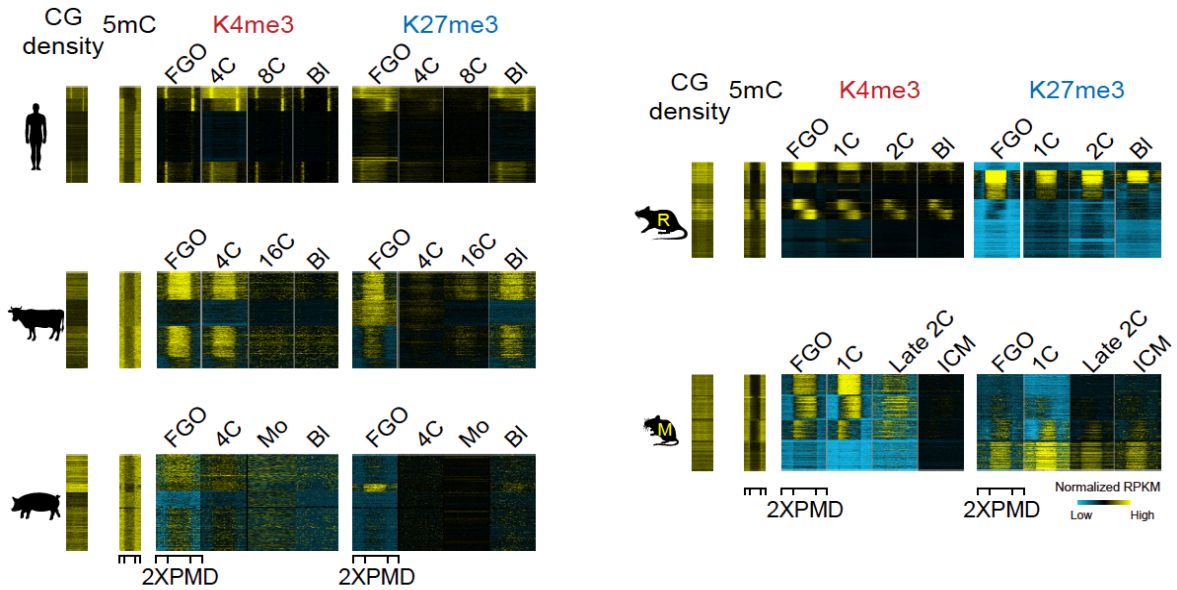 CG density 5mC K4me3 K27me3
FGO 4C 8C Bl FGO 4C 8C Bl
FGO 4C 16C Bl FGO 4C 16C Bl
FGO 4C Mo Bl FGO 4C Mo Bl
2XPMD 2XPMD
CG density 5mC K4me3 K27me3
FGO 1C 2C Bl FGO 1C 2C Bl
R
FGO 1C Late 2C ICM FGO 1C Late 2C ICM
M
2XPMD 2XPMD
Normalized RPKM
Low High